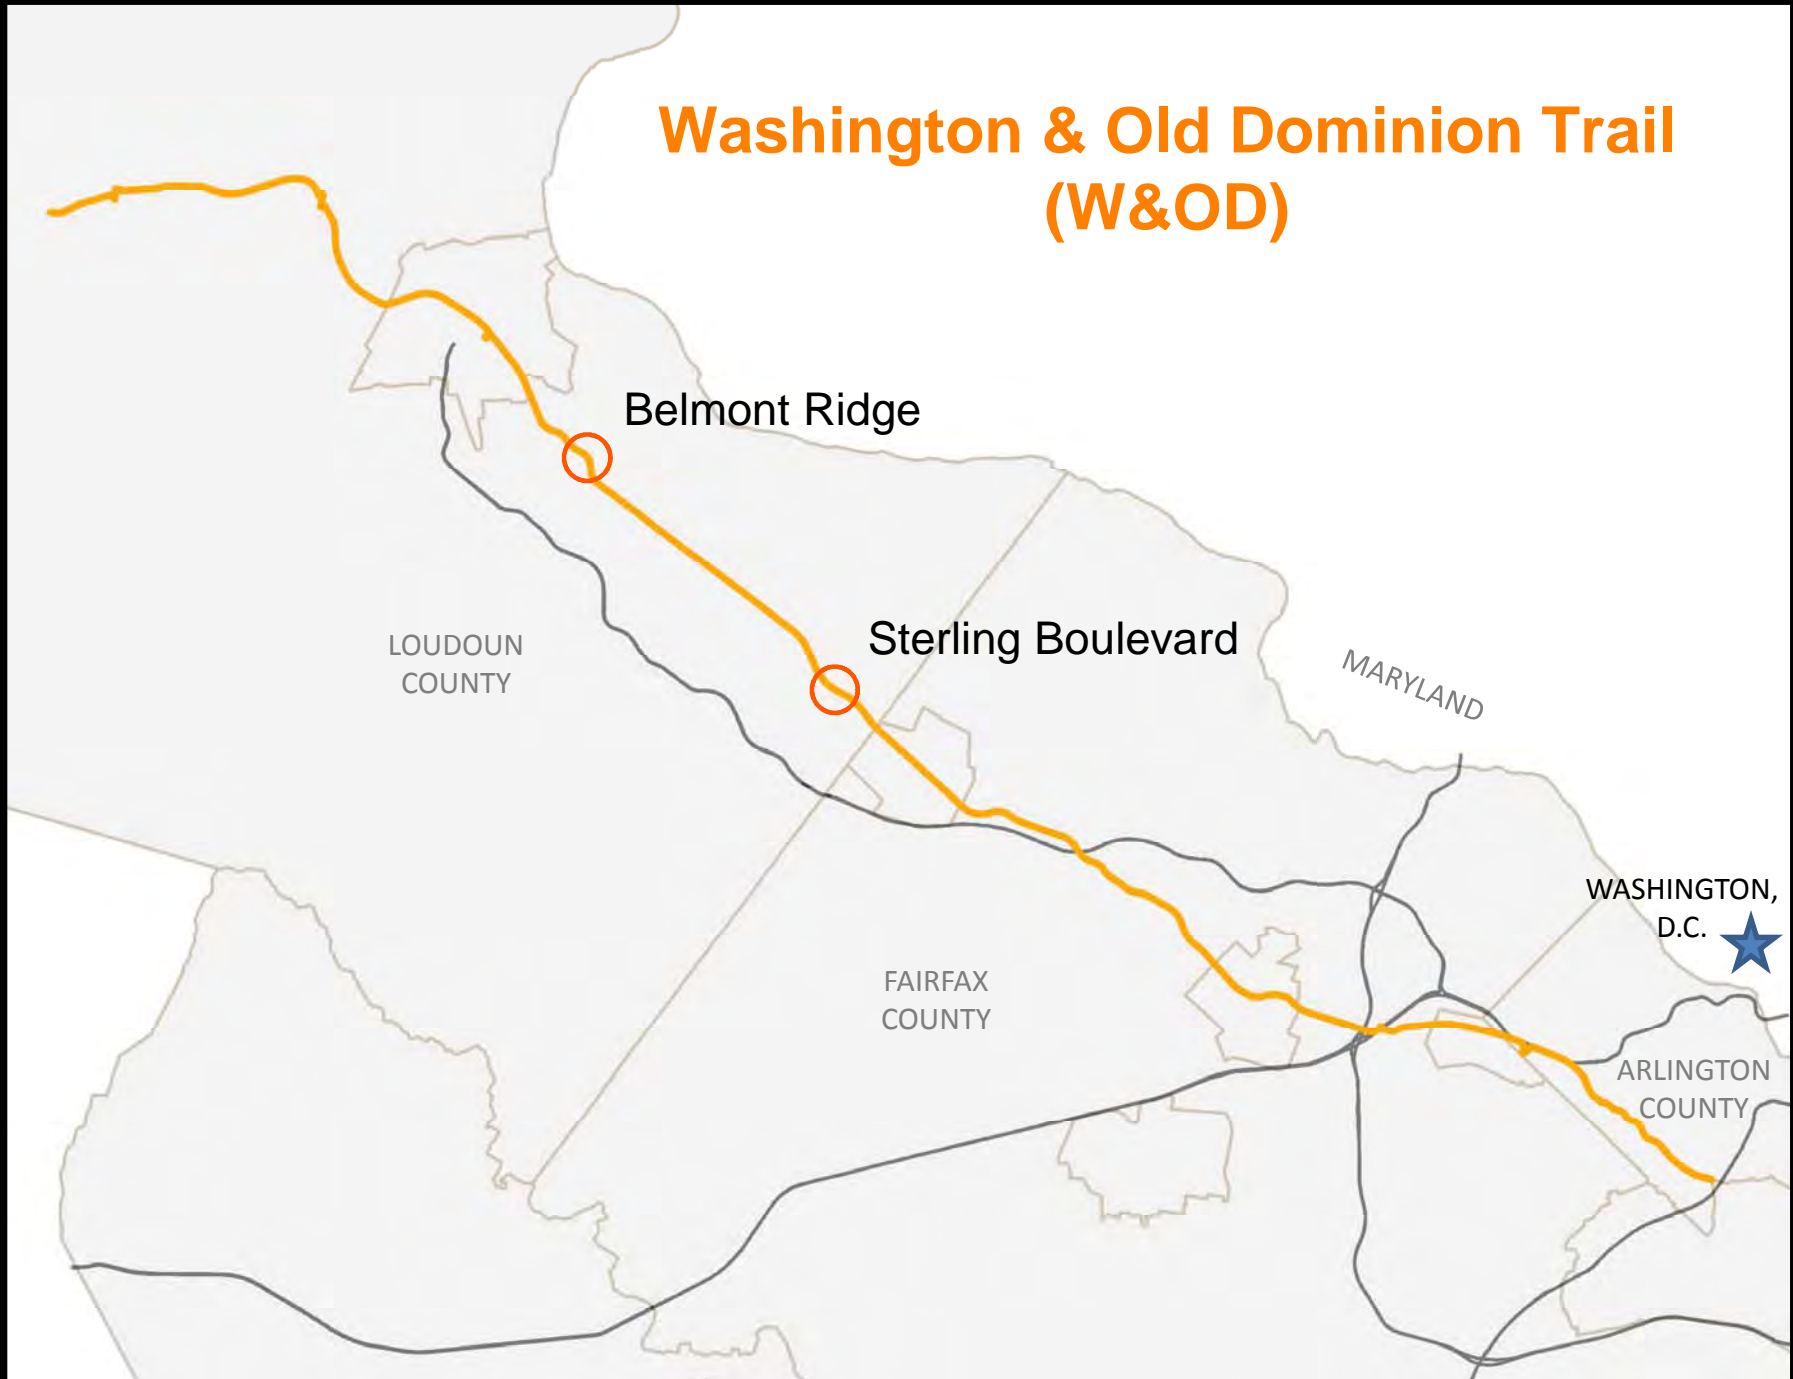 Washington & Old Dominion Trail
(W&OD)
Belmont Ridge
Sterling Boulevard
LOUDOUN
COUNTY
MARYLAND
WASHINGTON,
D.C.
FAIRFAX
COUNTY
ARLINGTON
COUNTY